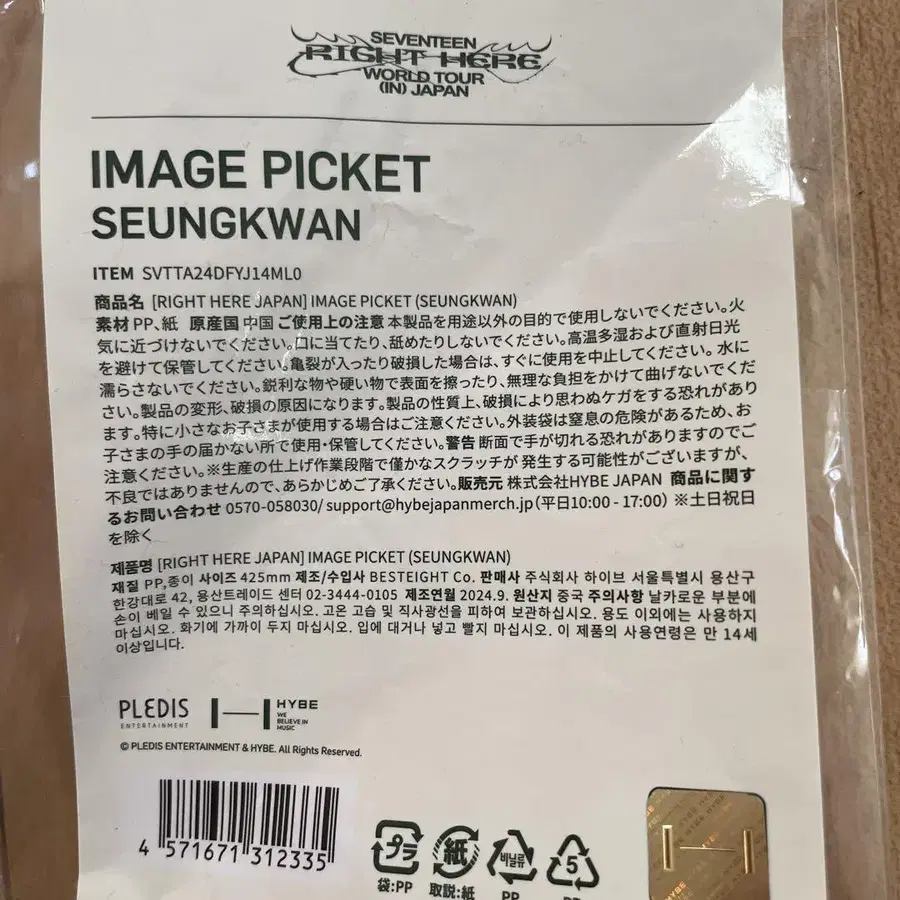 SEVENTEEN
RIGHT HERE
WORLD TOUR
(IN) JAPAN
IMAGE PICKET
SEUNGKWAN
ITEM SVTTA24DFYJ14ML0
商品名 [RIGHT HERE JAPAN] IMAGE PICKET (SEUNGKWAN)
素材 PP、紙 原産国 中国 ご使用上の注意 本製品を用途以外の目的で使用しないでください。火
気に近づけないでください。口に当てたり、舐めたりしないでください。高温多湿および直射日光
を避けて保管してください。亀裂が入ったり破損した場合は、すぐに使用を中止してください。水に
濡らさないでください。鋭利な物や硬い物で表面を擦ったり、無理な負担をかけて曲げないでくだ
さい。製品の変形、破損の原因になります。製品の性質上、破損により思わぬケガをする恐れがあり
ます。特に小さなお子さまが使用する場合はご注意ください。外装袋は窒息の危険があるため、お
子さまの手の届かない所で使用・保管してください。警告 断面で手が切れる恐れがありますのでご
注意ください。※生産の仕上げ作業段階で僅かなスクラッチが発生する可能性がございますが、
不良ではありませんので、あらかじめご了承ください。販売元 株式会社HYBE JAPAN 商品に関す
るお問い合わせ 0570-058030/ support@hybejapanmerch.jp (平日10:00 - 17:00) ※土日祝日
を除く
제품명 [RIGHT HERE JAPAN] IMAGE PICKET (SEUNGKWAN)
재질 PP,종이 사이즈 425mm 제조/수입사 BESTEIGHT Co. 판매사 주식회사 하이브 서울특별시 용산구
한강대로 42, 용산트레이드 센터 02-3444-0105 제조연월 2024.9. 원산지 중국 주의사항 날카로운 부분에
손이 베일 수 있으니 주의하십시오. 고온 고습 및 직사광선을 피하여 보관하십시오. 용도 이외에는 사용하지
마십시오. 화기에 가까이 두지 마십시오. 입에 대거나 넣고 빨지 마십시오. 이 제품의 사용연령은 만 14세
이상입니다.
PLEDIS
ENTERTAINMENT
HYBE
WE
BELIEVE IN
MUSIC
© PLEDIS ENTERTAINMENT & HYBE. All Rights Reserved.
4 571671 312335
プラ
袋:PP
紙
取説:紙
비닐류
PP
5
HYBE